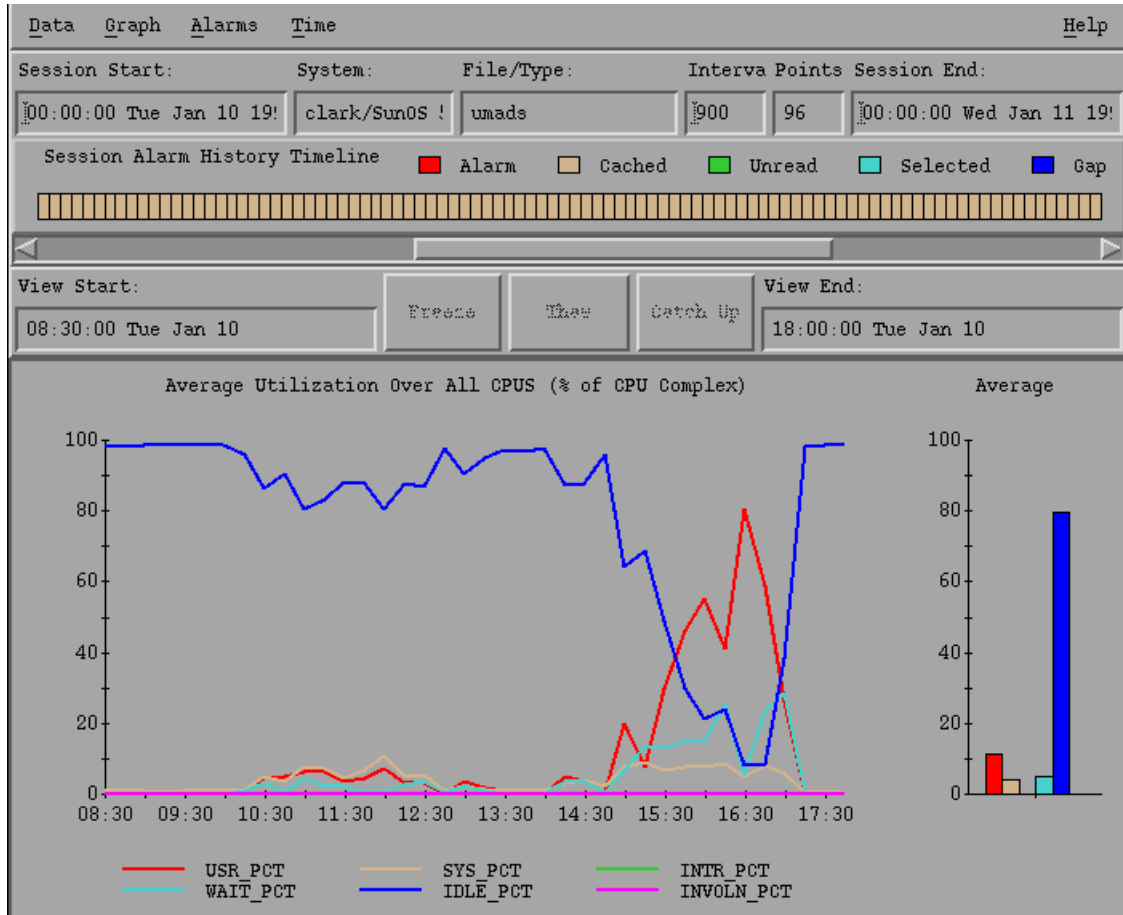 Data Graph Alarms Time Help
Session Start: System: File/Type: Interva Points Session End:
00:00:00 Tue Jan 10 19 clark/SunOS umads 900 96 00:00:00 Wed Jan 11 19
Session Alarm History Timeline Alarm Cached Unread Selected Gap
View Start: View End:
08:30:00 Tue Jan 10 Freeze Thaw Catch Up 18:00:00 Tue Jan 10
Average Utilization Over All CPUS (% of CPU Complex) Average
100 100
80 80
60 60
40 40
20 20
0 0
08:30 09:30 10:30 11:30 12:30 13:30 14:30 15:30 16:30 17:30
USR_PCT SYS_PCT INTR_PCT
WAIT_PCT IDLE_PCT INVOLN_PCT